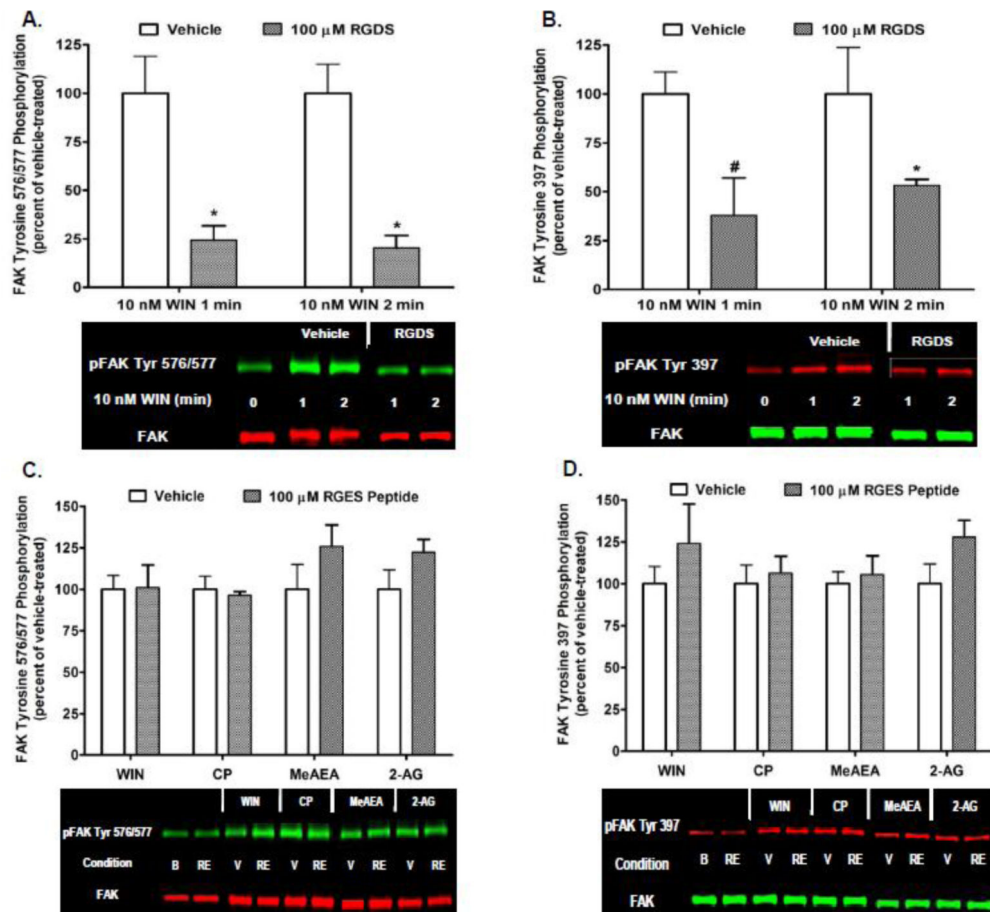 A.
Vehicle 100 μM RGDS
FAK Tyrosine 576/577 Phosphorylation
(percent of vehicle-treated)
125
100
75
50
25
0
*
*
10 nM WIN 1 min 10 nM WIN 2 min
Vehicle RGDS
pFAK Tyr 576/577
10 nM WIN (min) 0 1 2 1 2
FAK
B.
Vehicle 100 μM RGDS
FAK Tyrosine 397 Phosphorylation
(percent of vehicle-treated)
125
100
75
50
25
0
#
*
10 nM WIN 1 min 10 nM WIN 2 min
Vehicle RGDS
pFAK Tyr 397
10 nM WIN (min) 0 1 2 1 2
FAK
C.
Vehicle 100 μM RGES Peptide
FAK Tyrosine 576/577 Phosphorylation
(percent of vehicle-treated)
150
125
100
75
50
25
0
WIN CP MeAEA 2-AG
WIN CP MeAEA 2-AG
pFAK Tyr 576/577
Condition B RE V RE V RE V RE V RE
FAK
D.
Vehicle 100 μM RGES Peptide
FAK Tyrosine 397 Phosphorylation
(percent of vehicle-treated)
150
125
100
75
50
25
0
WIN CP MeAEA 2-AG
WIN CP MeAEA 2-AG
pFAK Tyr 397
Condition B RE V RE V RE V RE V RE
FAK